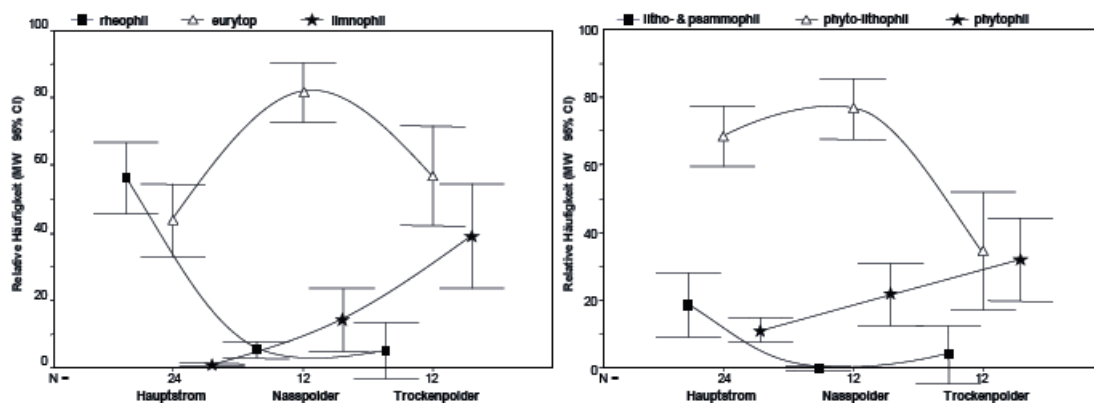 rheophil eurytop limnophil
Relative Häufigkeit (MW 95% CI)
100
80
60
40
20
0
N = 24 12 12
Hauptstrom Nasspolder Trockenpolder
litho- & psammophil phyto-lithophil phytophil
Relative Häufigkeit (MW 95% CI)
100
80
60
40
20
0
N = 24 12 12
Hauptstrom Nasspolder Trockenpolder